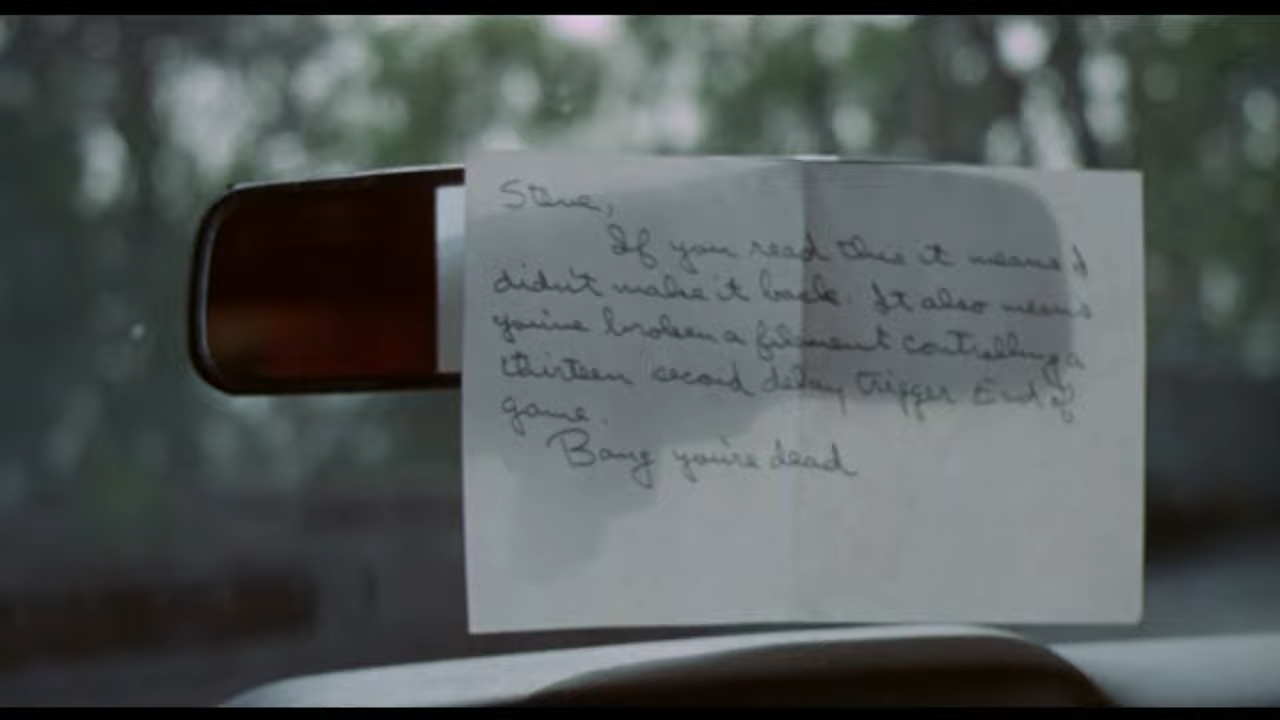 Steve,
If you read this it means I
didn't make it back. It also means
you've broken a filament controlling a
thirteen second delay trigger. End of
game.
Bang you're dead